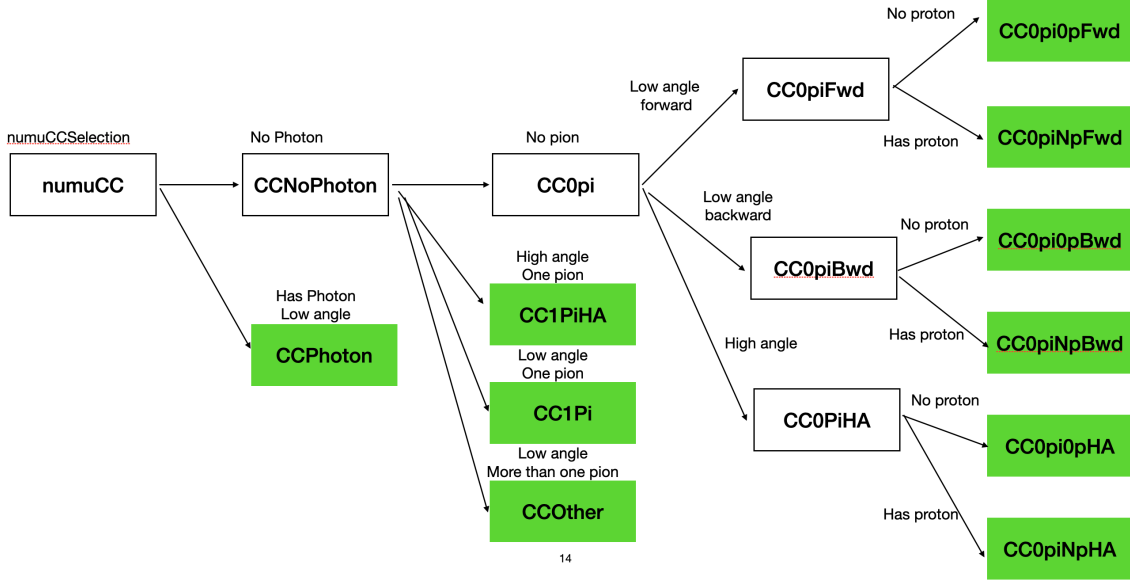 numuCCSelection
numuCC
No Photon
CCNoPhoton
Has Photon
Low angle
CCPhoton
No pion
CC0pi
High angle
One pion
CC1PiHA
Low angle
One pion
CC1Pi
Low angle
More than one pion
CCOther
Low angle
forward
CC0piFwd
Low angle
backward
CC0piBwd
High angle
CC0PiHA
No proton
CC0pi0pFwd
Has proton
CC0piNpFwd
No proton
CC0pi0pBwd
Has proton
CC0piNpBwd
No proton
CC0pi0pHA
Has proton
CC0piNpHA
14